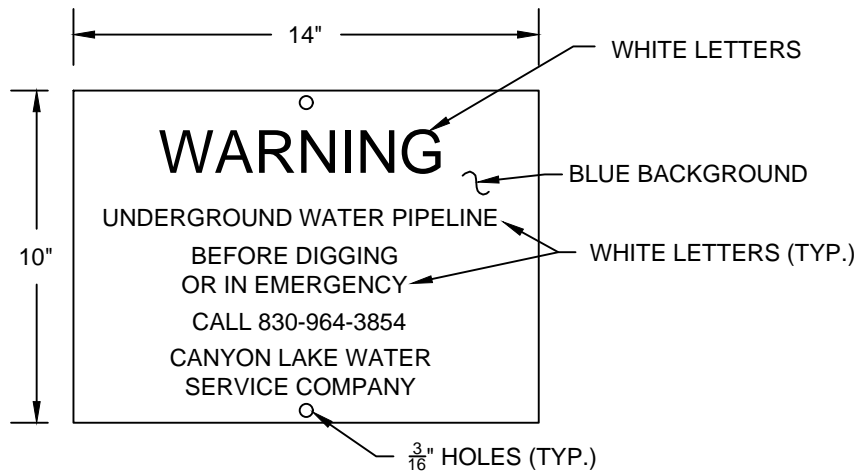 14"
WHITE LETTERS
WARNING
BLUE BACKGROUND
UNDERGROUND WATER PIPELINE
10"
BEFORE DIGGING
WHITE LETTERS (TYP.)
OR IN EMERGENCY
CALL 830-964-3854
CANYON LAKE WATER
SERVICE COMPANY
3/16" HOLES (TYP.)